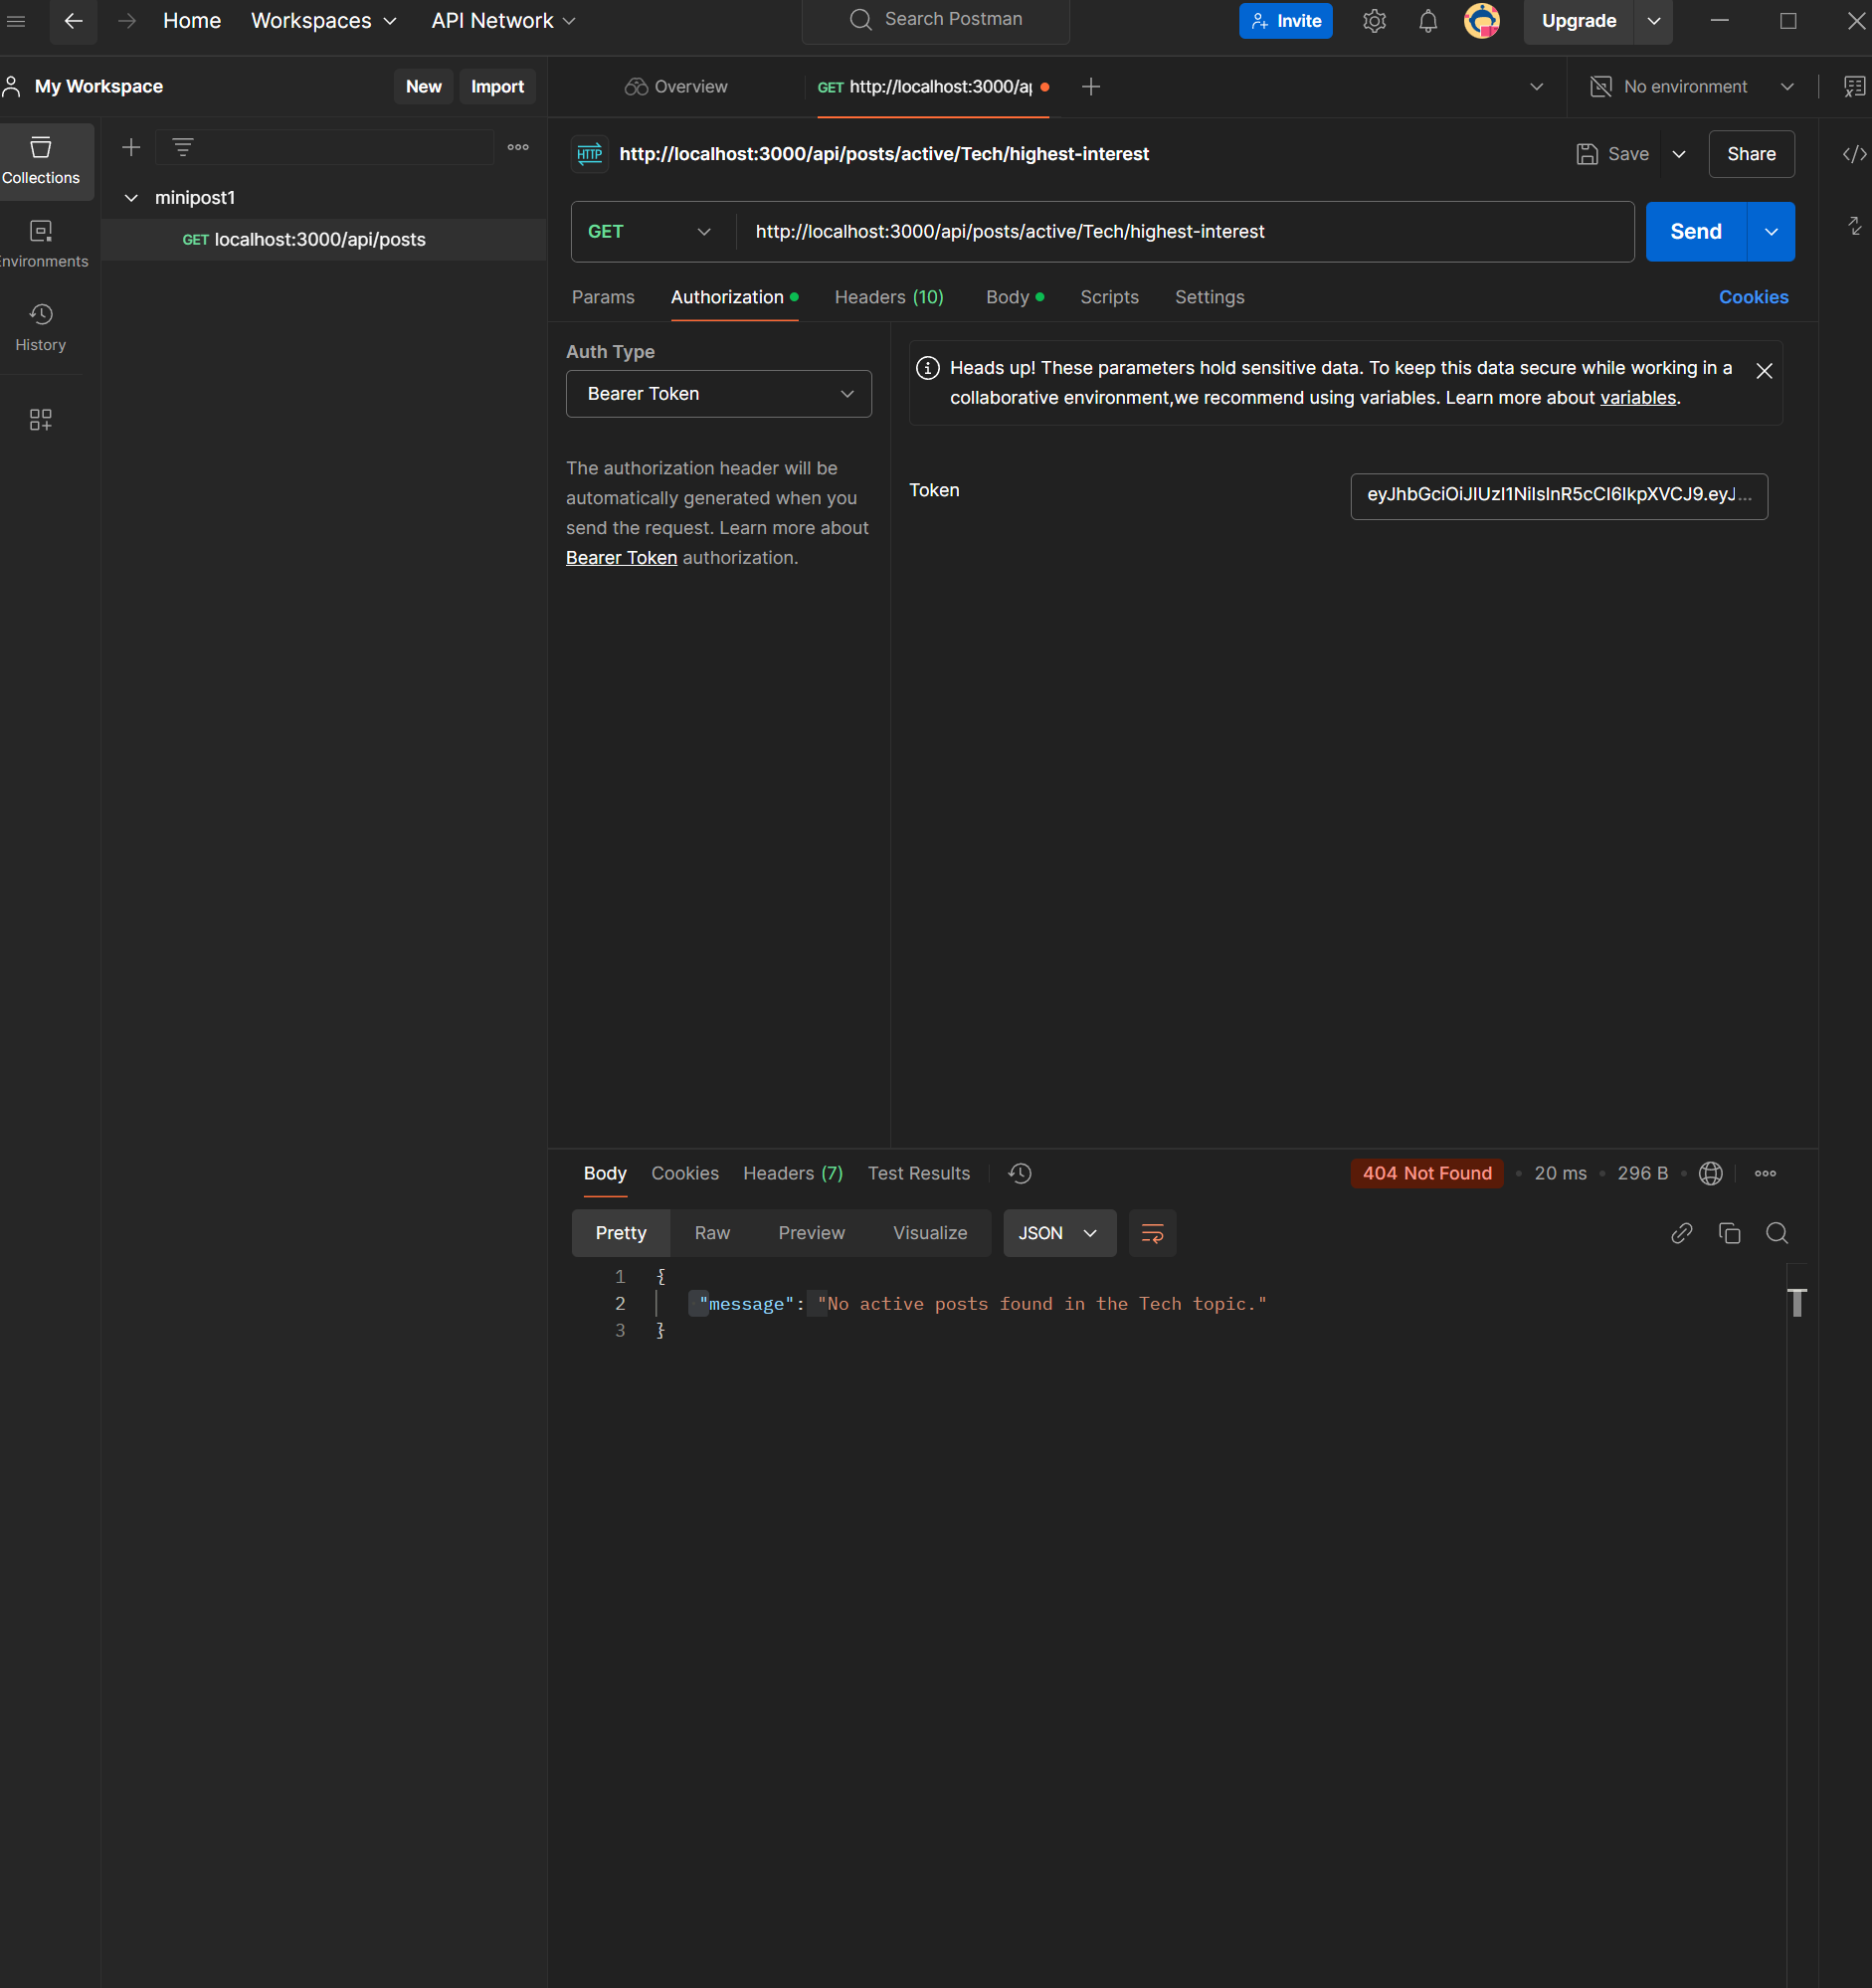 Home
Workspaces
API Network
Search Postman
Invite
Upgrade
My Workspace
New
Import
Overview
GET http://localhost:3000/ap
No environment
Collections
Environments
History
minipost1
GET localhost:3000/api/posts
HTTP
http://localhost:3000/api/posts/active/Tech/highest-interest
Save
Share
GET
http://localhost:3000/api/posts/active/Tech/highest-interest
Send
Params
Authorization
Headers (10)
Body
Scripts
Settings
Cookies
Auth Type
Bearer Token
The authorization header will be
automatically generated when you
send the request. Learn more about
Bearer Token authorization.
Heads up! These parameters hold sensitive data. To keep this data secure while working in a
collaborative environment,we recommend using variables. Learn more about variables.
Token
eyJhbGciOiJIUzI1NiIsInR5cCI6IkpXVCJ9.eyJ...
Body
Cookies
Headers (7)
Test Results
404 Not Found
20 ms
296 B
Pretty
Raw
Preview
Visualize
JSON
1 {
2 "message": "No active posts found in the Tech topic."
3 }